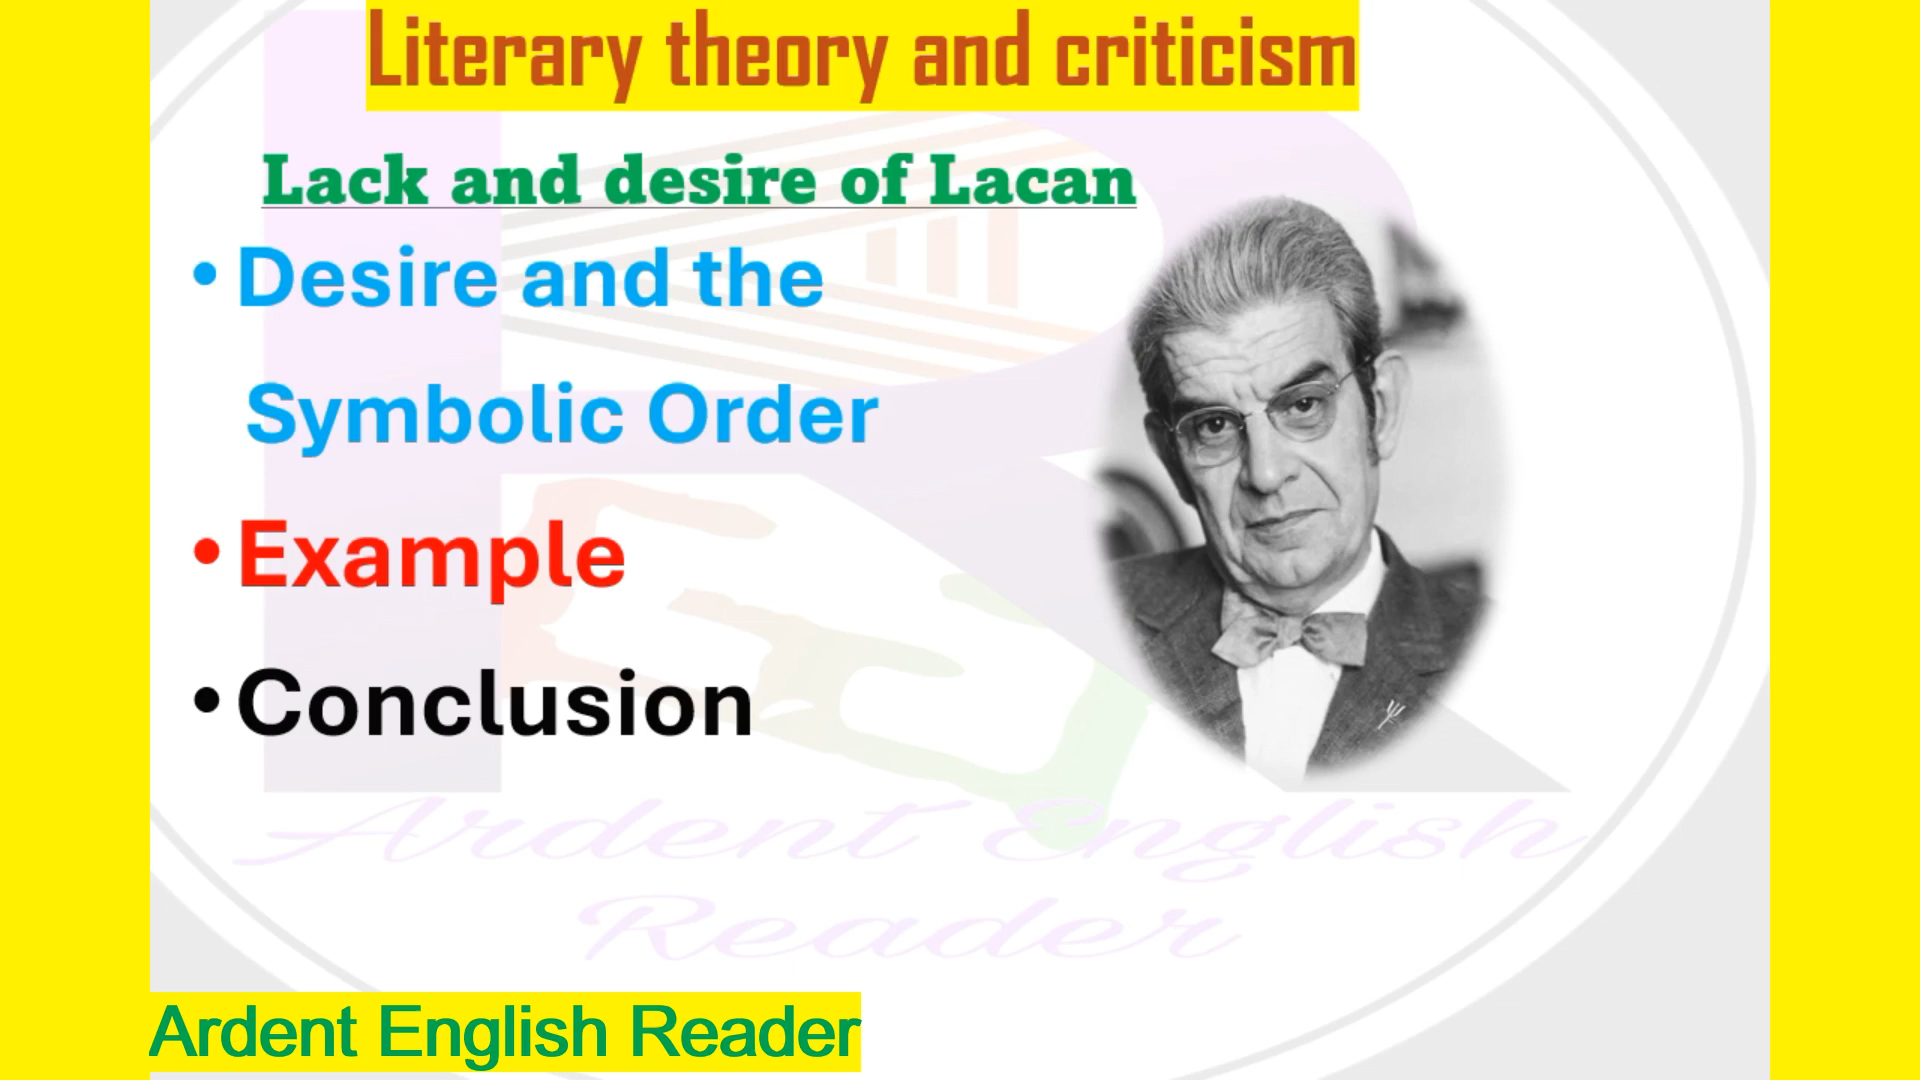 Literary theory and criticism
Lack and desire of Lacan
• Desire and the
Symbolic Order
• Example
• Conclusion
Ardent English
Reader
Ardent English Reader